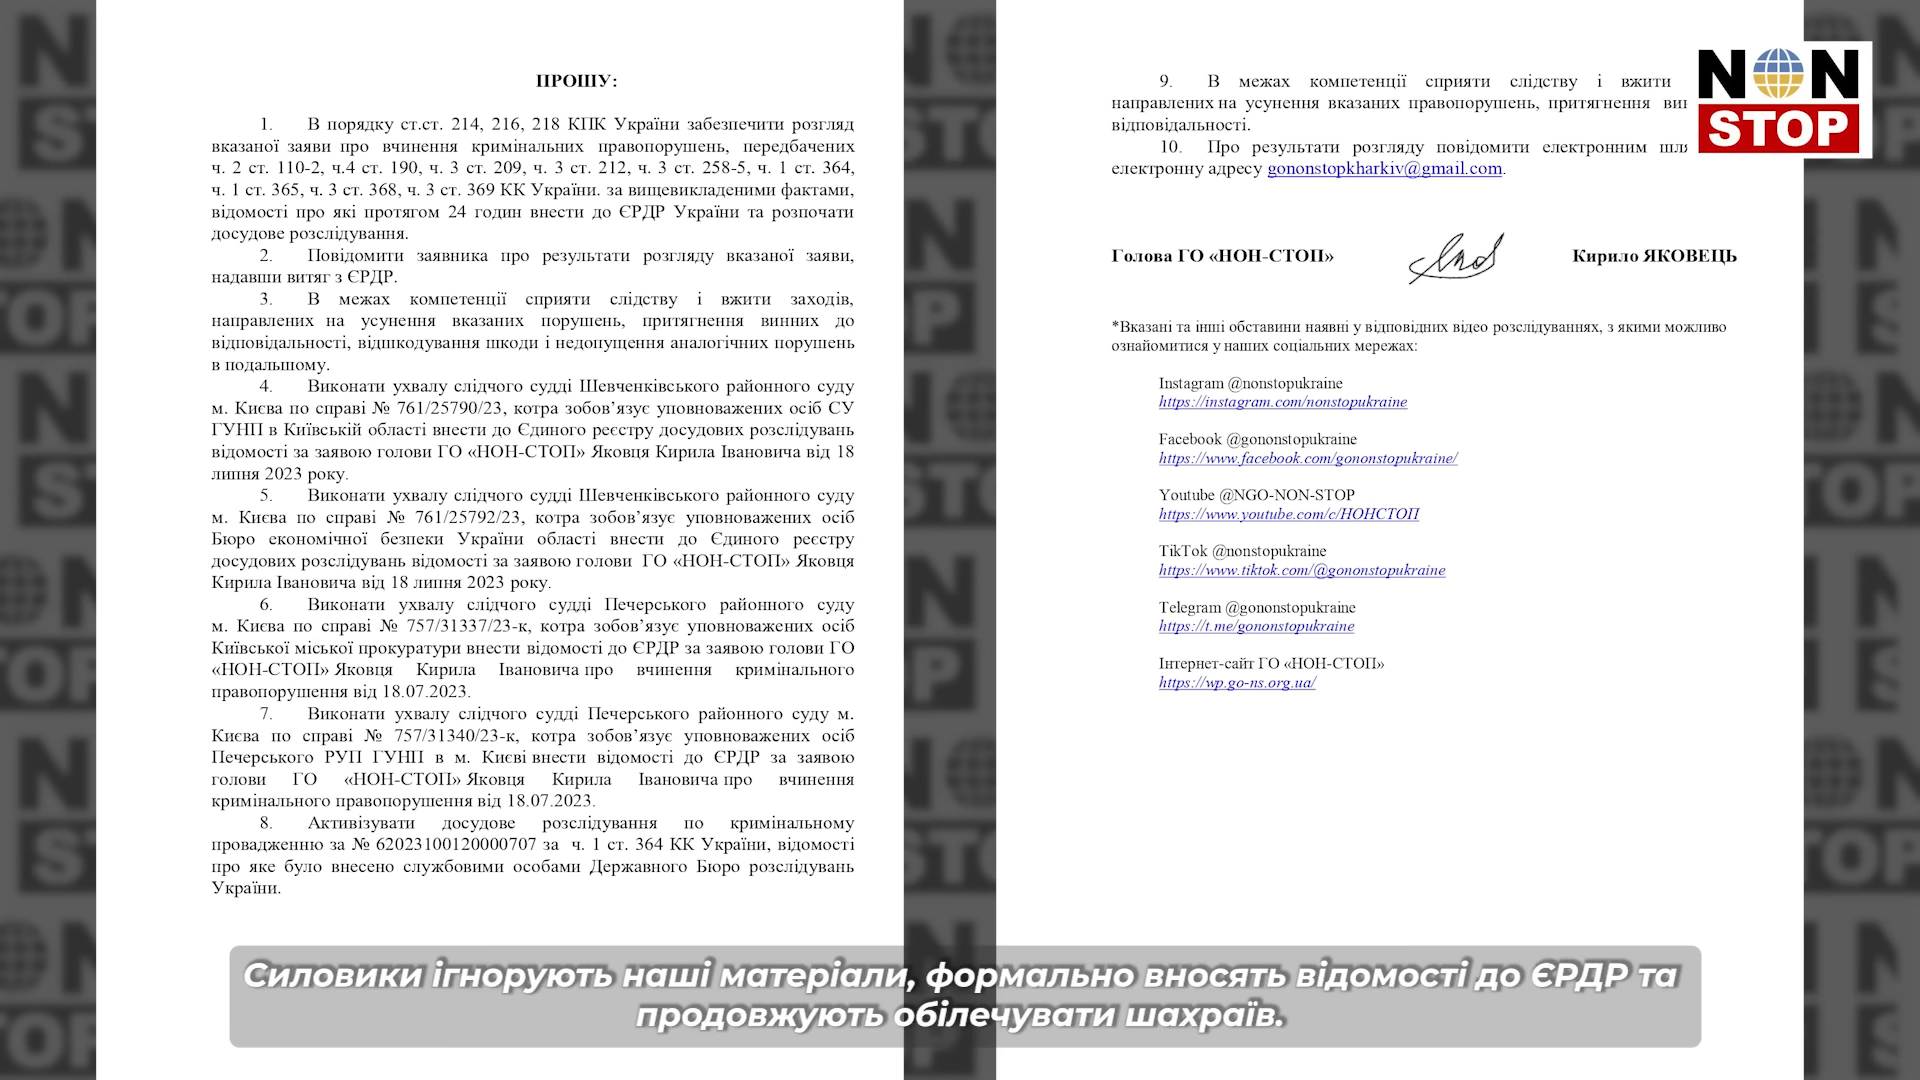 ПРОШУ:
1. В порядку ст.ст. 214, 216, 218 КПК України забезпечити розгляд
вказаної заяви про вчинення кримінальних правопорушень, передбачених
ч. 2 ст. 110-2, ч.4 ст. 190, ч. 3 ст. 209, ч. 3 ст. 212, ч. 3 ст. 258-5, ч. 1 ст. 364,
ч. 1 ст. 365, ч. 3 ст. 368, ч. 3 ст. 369 КК України. за вищевикладеними фактами,
відомості про які протягом 24 годин внести до ЄРДР України та розпочати
досудове розслідування.
2. Повідомити заявника про результати розгляду вказаної заяви,
надавши витяг з ЄРДР.
3. В межах компетенції сприяти слідству і вжити заходів,
направлених на усунення вказаних порушень, притягнення винних до
відповідальності, відшкодування шкоди і недопущення аналогічних порушень
в подальшому.
4. Виконати ухвалу слідчого судді Шевченківського районного суду
м. Києва по справі № 761/25790/23, котра зобов’язує уповноважених осіб СУ
ГУНП в Київській області внести до Єдиного реєстру досудових розслідувань
відомості за заявою голови ГО «НОН-СТОП» Яковця Кирила Івановича від 18
липня 2023 року.
5. Виконати ухвалу слідчого судді Шевченківського районного суду
м. Києва по справі № 761/25792/23, котра зобов’язує уповноважених осіб
Бюро економічної безпеки України області внести до Єдиного реєстру
досудових розслідувань відомості за заявою голови ГО «НОН-СТОП» Яковця
Кирила Івановича від 18 липня 2023 року.
6. Виконати ухвалу слідчого судді Печерського районного суду
м. Києва по справі № 757/31337/23-к, котра зобов’язує уповноважених осіб
Київської міської прокуратури внести відомості до ЄРДР за заявою голови ГО
«НОН-СТОП» Яковця Кирила Івановича про вчинення кримінального
правопорушення від 18.07.2023.
7. Виконати ухвалу слідчого судді Печерського районного суду м.
Києва по справі № 757/31340/23-к, котра зобов’язує уповноважених осіб
Печерського РУП ГУНП в м. Києві внести відомості до ЄРДР за заявою
голови ГО «НОН-СТОП» Яковця Кирила Івановича про вчинення
кримінального правопорушення від 18.07.2023.
8. Активізувати досудове розслідування по кримінальному
провадженню за № 62023100120000707 за ч. 1 ст. 364 КК України, відомості
про яке було внесено службовими особами Державного Бюро розслідувань
України.
9. В межах компетенції сприяти слідству і вжити
направлених на усунення вказаних правопорушень, притягнення
відповідальності.
10. Про результати розгляду повідомити електронним
електронну адресу gononstopkharkiv@gmail.com.
Голова ГО «НОН-СТОП» Кирило ЯКОВЕЦЬ
*Вказані та інші обставини наявні у відповідних відео розслідуваннях, з якими можливо
ознайомитися у наших соціальних мережах:
Instagram @nonstopukraine
https://instagram.com/nonstopukraine
Facebook @gononstopukraine
https://www.facebook.com/gononstopukraine/
Youtube @NGO-NON-STOP
https://www.youtube.com/c/НОНСТОП
TikTok @nonstopukraine
https://www.tiktok.com/@gononstopukraine
Telegram @gononstopukraine
https://t.me/gononstopukraine
Інтернет-сайт ГО «НОН-СТОП»
https://wp.go-ns.org.ua/
NON
STOP
Силовики ігнорують наші матеріали, формально вносять відомості до ЄРДР та
продовжують обілечувати шахраїв.